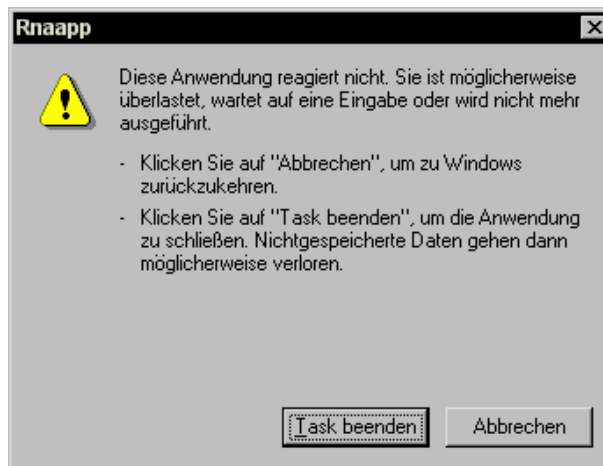 Rnaapp
Diese Anwendung reagiert nicht. Sie ist möglicherweise
überlastet, wartet auf eine Eingabe oder wird nicht mehr
ausgeführt.
- Klicken Sie auf "Abbrechen", um zu Windows
zurückzukehren.
- Klicken Sie auf "Task beenden", um die Anwendung
zu schließen. Nichtgespeicherte Daten gehen dann
möglicherweise verloren.
Task beenden Abbrechen